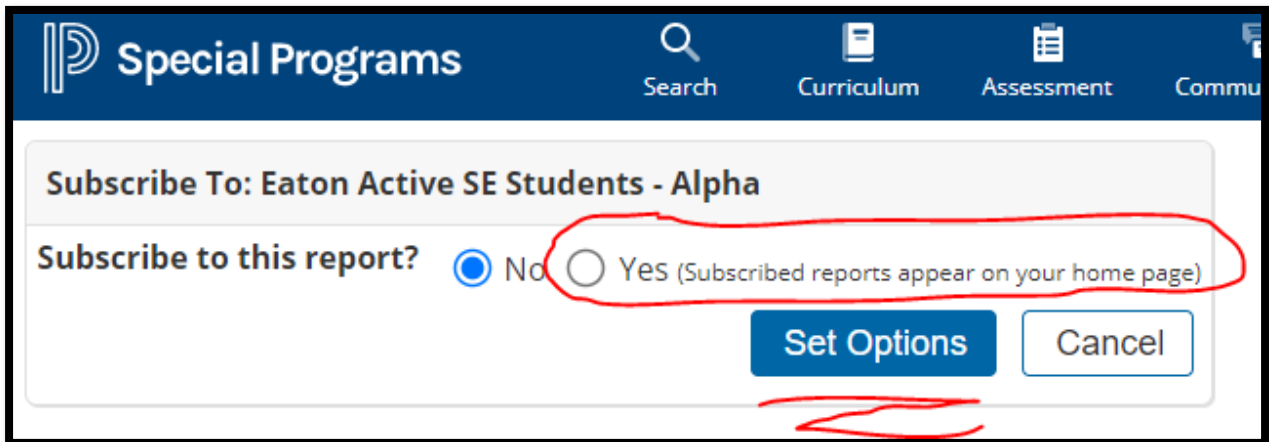 Special Programs
Search Curriculum Assessment Commu
Subscribe To: Eaton Active SE Students - Alpha
Subscribe to this report? No Yes (Subscribed reports appear on your home page)
Set Options Cancel